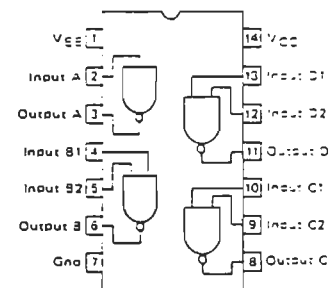 VEE 1
14 VCC
Input A 2
13 Input D1
Output A 3
12 Input D2
Input B1 4
11 Output D
Input B2 5
10 Input C1
Output B 6
9 Input C2
Gnd 7
8 Output C